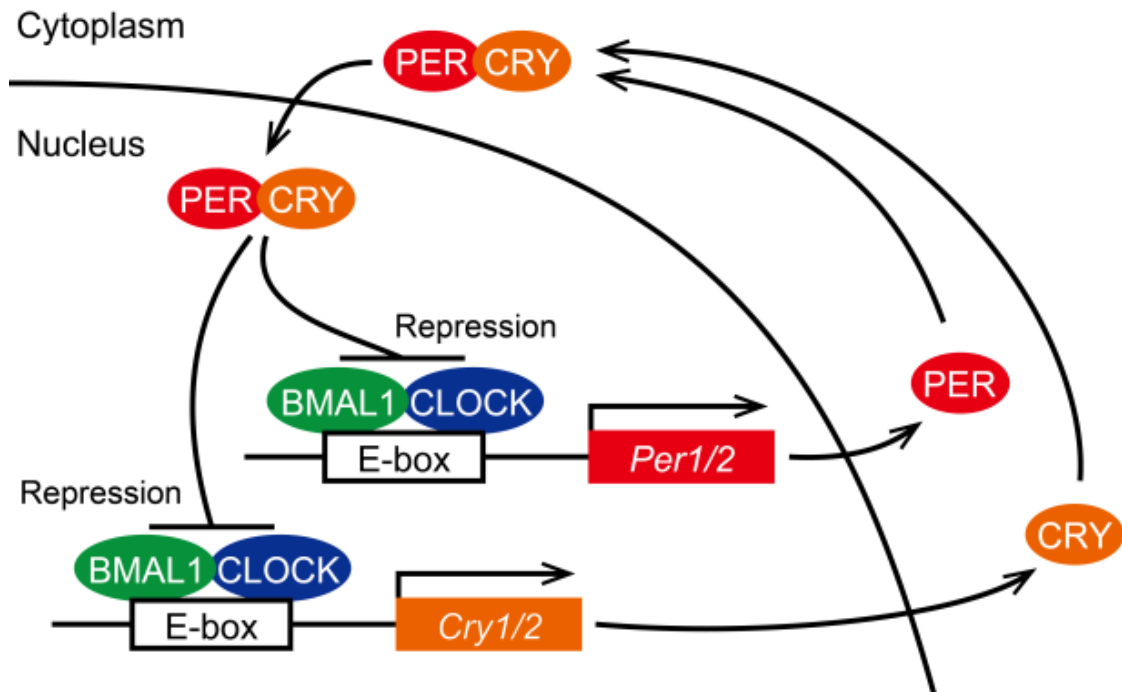 Cytoplasm
PER CRY
Nucleus
PER CRY
Repression
BMAL1 CLOCK
PER
E-box
Per1/2
Repression
BMAL1 CLOCK
CRY
E-box
Cry1/2